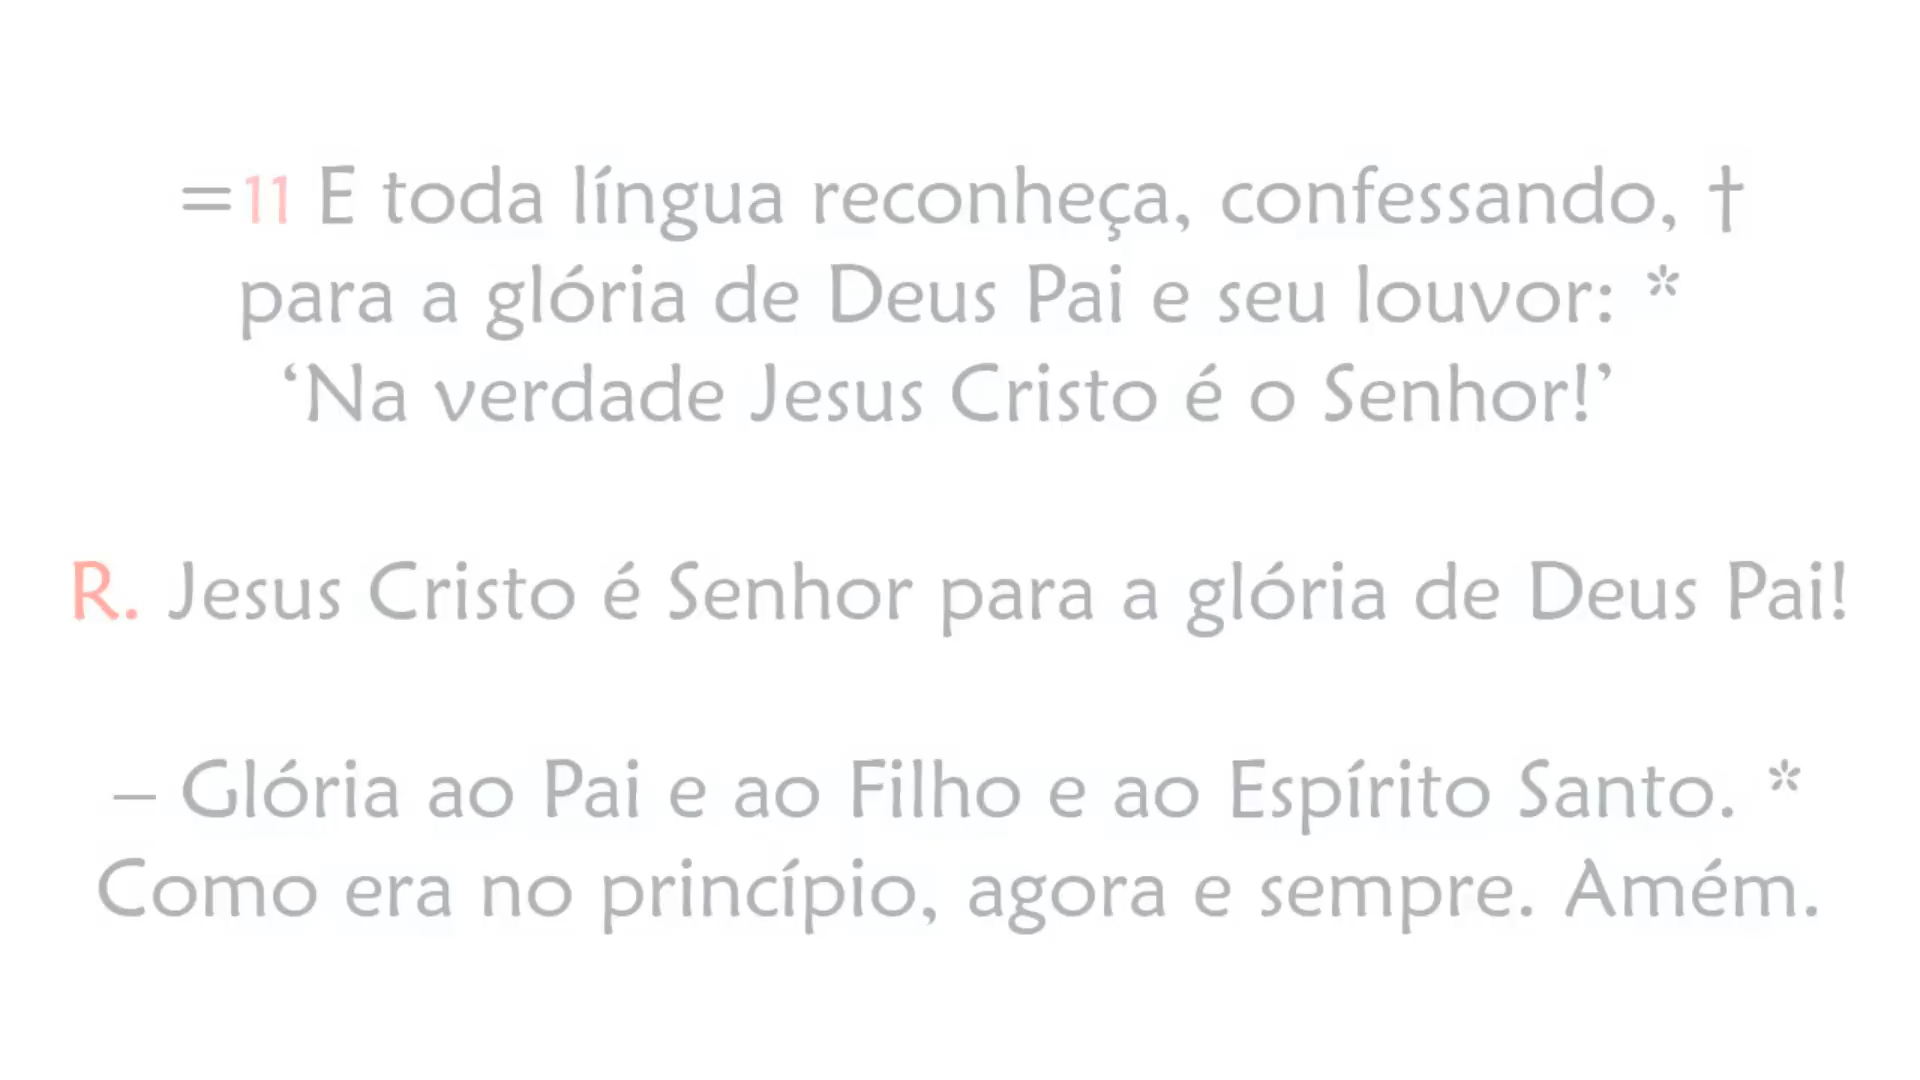 =11 E toda língua reconheça, confessando, †
para a glória de Deus Pai e seu louvor: *
‘Na verdade Jesus Cristo é o Senhor!’
R. Jesus Cristo é Senhor para a glória de Deus Pai!
– Glória ao Pai e ao Filho e ao Espírito Santo. *
Como era no princípio, agora e sempre. Amém.